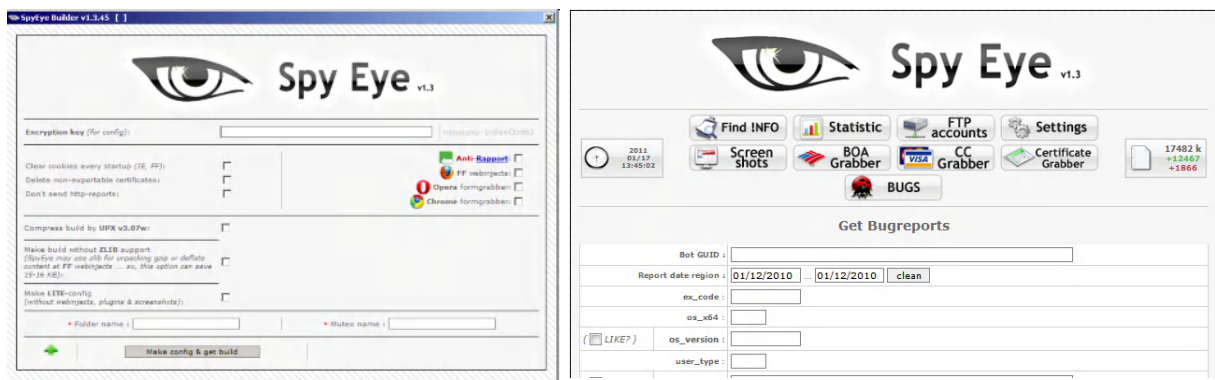 SpyEye Builder v1.3.45 [ ]
Spy Eye v1.3
Encryption key (for config):
Clear cookies every startup (IE, FF):
Delete non-exportable certificates:
Don't send http-reports:
Anti-Rapport:
FF webinjects:
Opera formgrabber:
Chrome formgrabber:
Compress build by UPX v3.07w:
Make build without ZLIB support
(SpyEye may use zlib for unpacking gzip or deflate
content at FF webinjects ... so, this option can save
15-16 KB):
Make LITE-config
(without webinjects, plugins & screenshots):
* Folder name :
* Mutex name :
Make config & get build
Spy Eye v1.3
2011
01/17
13:45:02
Find !NFO
Statistic
FTP
accounts
Settings
Screen
shots
BOA
Grabber
VISA
CC
Grabber
Certificate
Grabber
BUGS
17482 k
+12467
+1866
Get Bugreports
Bot GUID :
Report date region : 01/12/2010 ... 01/12/2010 clean
ex_code :
os_x64 :
( LIKE? ) os_version :
user_type :